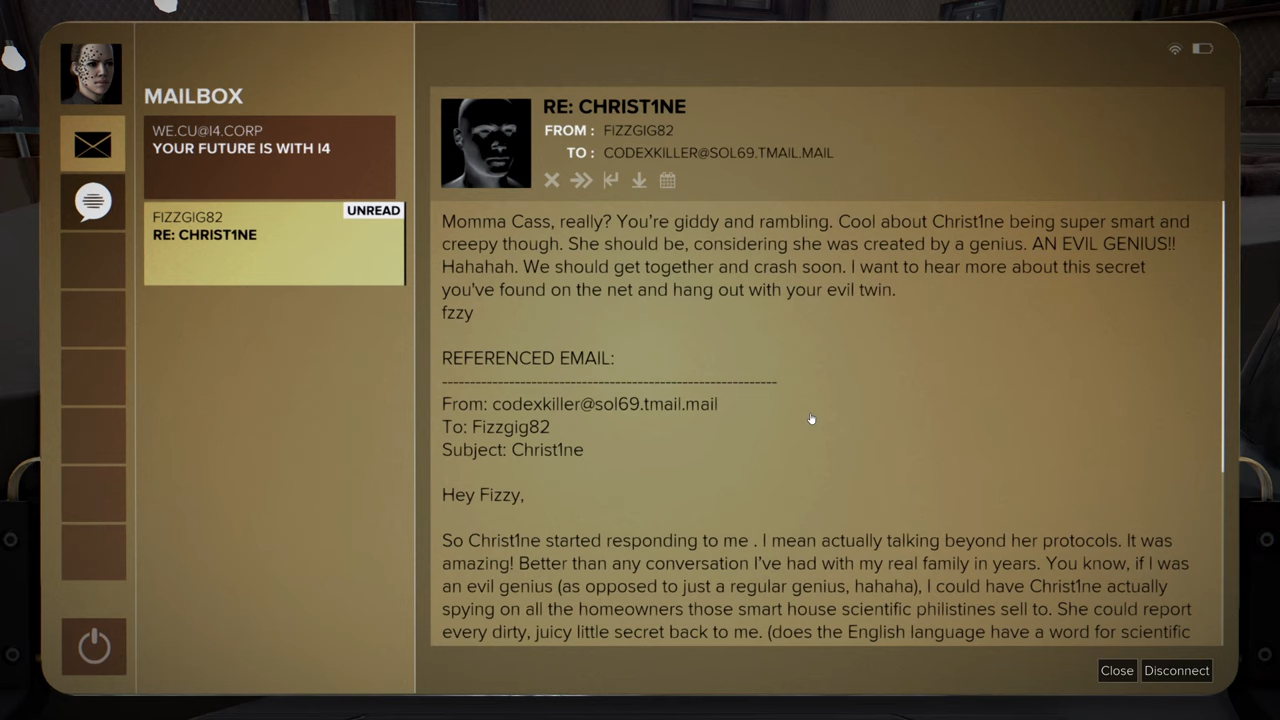 MAILBOX
WE.CU@I4.CORP
YOUR FUTURE IS WITH I4
FIZZGIG82
UNREAD
RE: CHRIST1NE
RE: CHRIST1NE
FROM : FIZZGIG82
TO : CODEXKILLER@SOL69.TMAIL.MAIL
Momma Cass, really? You're giddy and rambling. Cool about Christ1ne being super smart and
creepy though. She should be, considering she was created by a genius. AN EVIL GENIUS!!
Hahahah. We should get together and crash soon. I want to hear more about this secret
you've found on the net and hang out with your evil twin.
fzzy
REFERENCED EMAIL:
------------------------------------------------------------
From: codexkiller@sol69.tmail.mail
To: Fizzgig82
Subject: Christ1ne
Hey Fizzy,
So Christ1ne started responding to me . I mean actually talking beyond her protocols. It was
amazing! Better than any conversation I've had with my real family in years. You know, if I was
an evil genius (as opposed to just a regular genius, hahaha), I could have Christ1ne actually
spying on all the homeowners those smart house scientific philistines sell to. She could report
every dirty, juicy little secret back to me. (does the English language have a word for scientific
Close
Disconnect